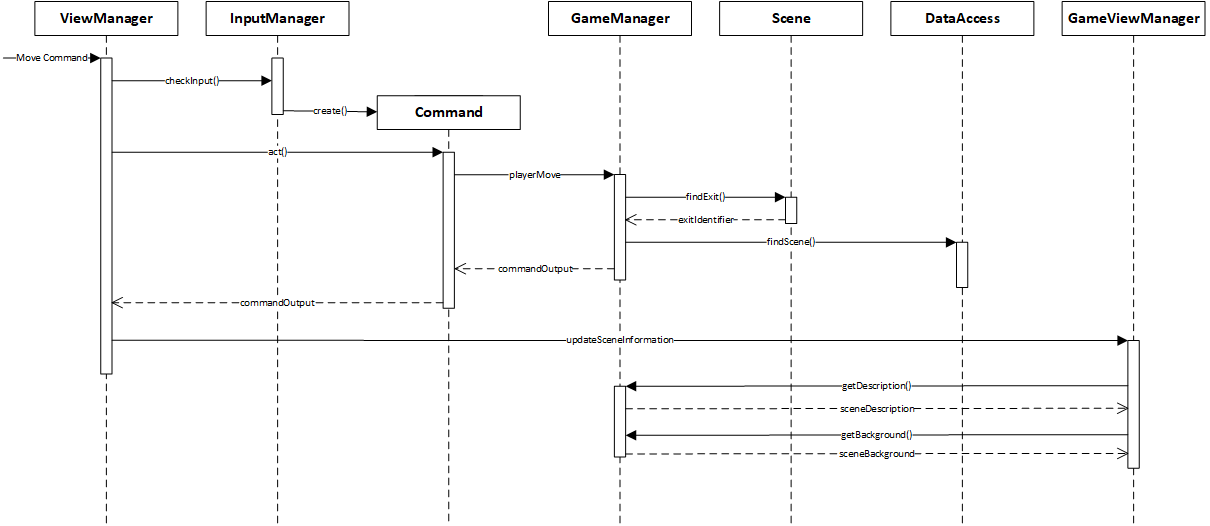 ViewManager
InputManager
GameManager
Scene
DataAccess
GameViewManager
Move Command
checkInput()
create()
Command
act()
playerMove
findExit()
exitIdentifier
findScene()
commandOutput
commandOutput
updateSceneInformation
getDescription()
sceneDescription
getBackground()
sceneBackground